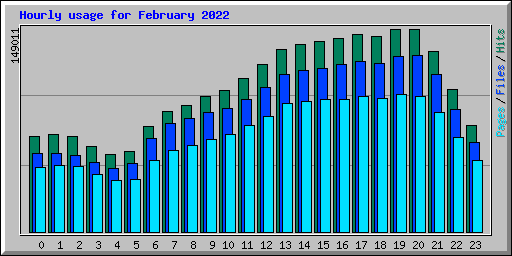 Hourly usage for February 2022
149011
Pages / Files / Hits
0 1 2 3 4 5 6 7 8 9 10 11 12 13 14 15 16 17 18 19 20 21 22 23